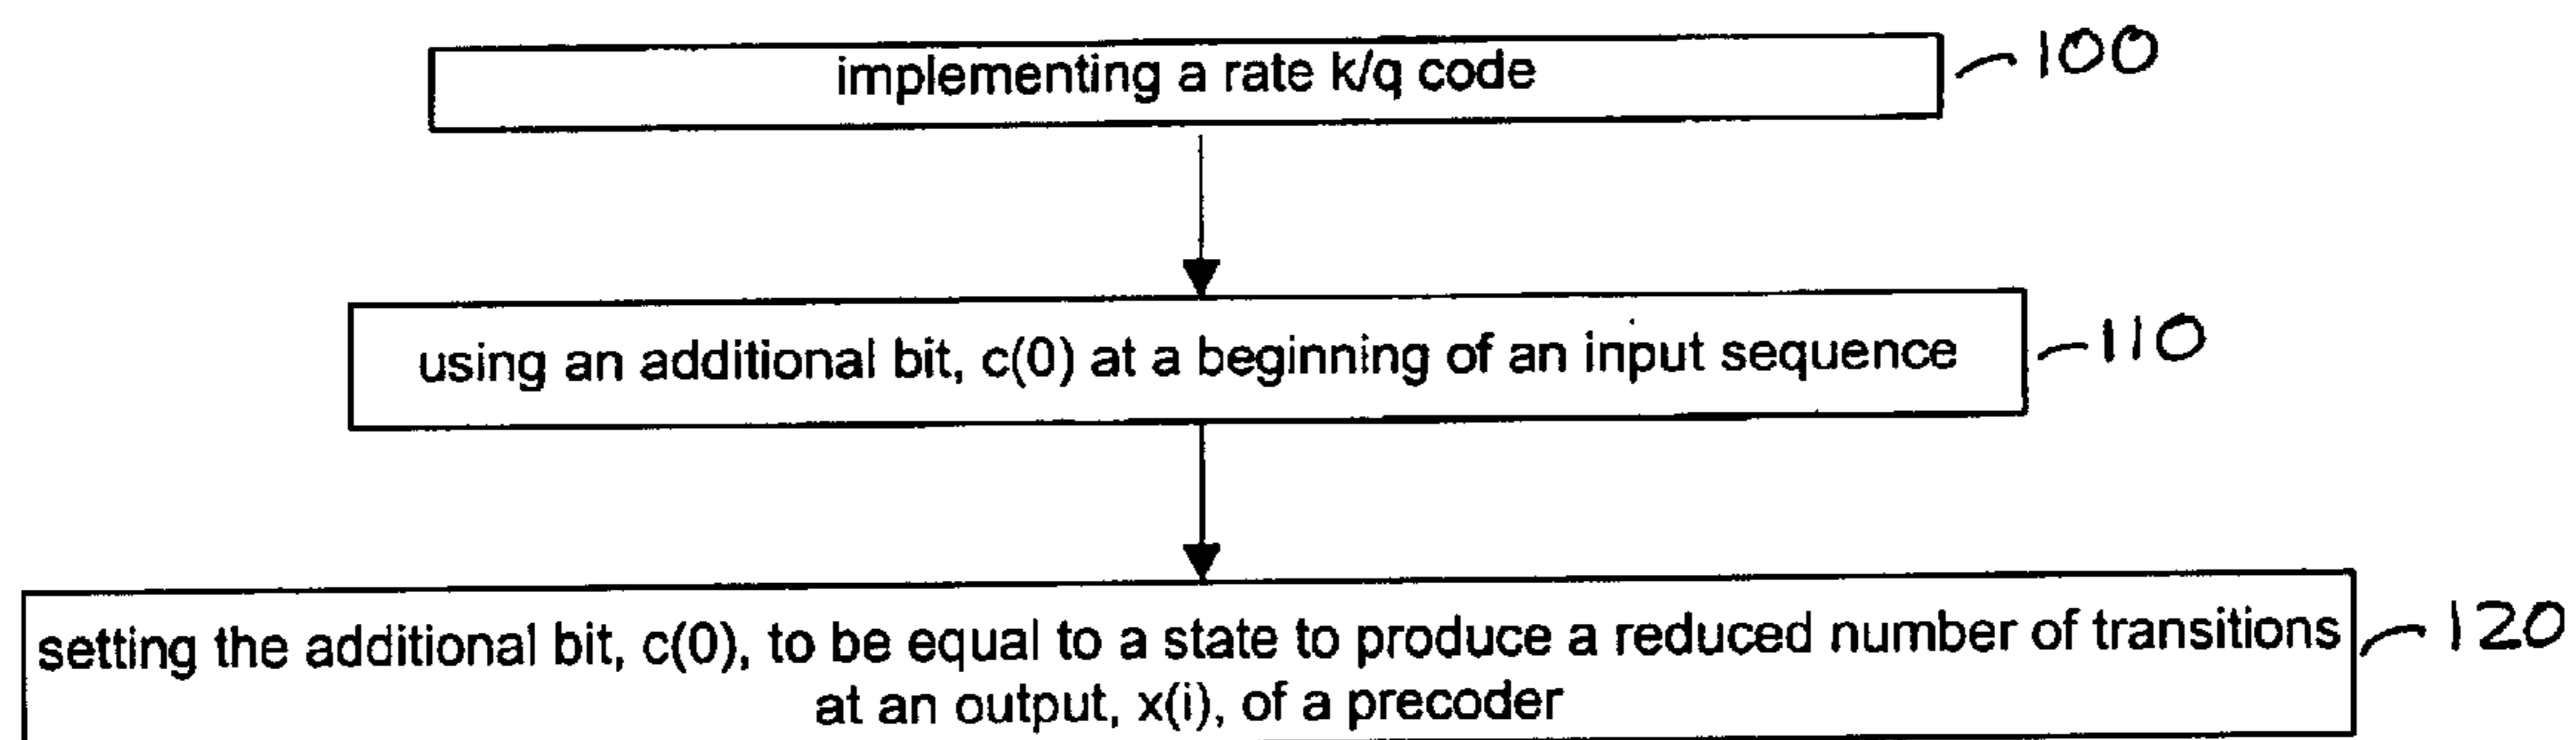 implementing a rate k/q code
100
using an additional bit, c(0) at a beginning of an input sequence
110
setting the additional bit, c(0), to be equal to a state to produce a reduced number of transitions
120
at an output, x(i), of a precoder